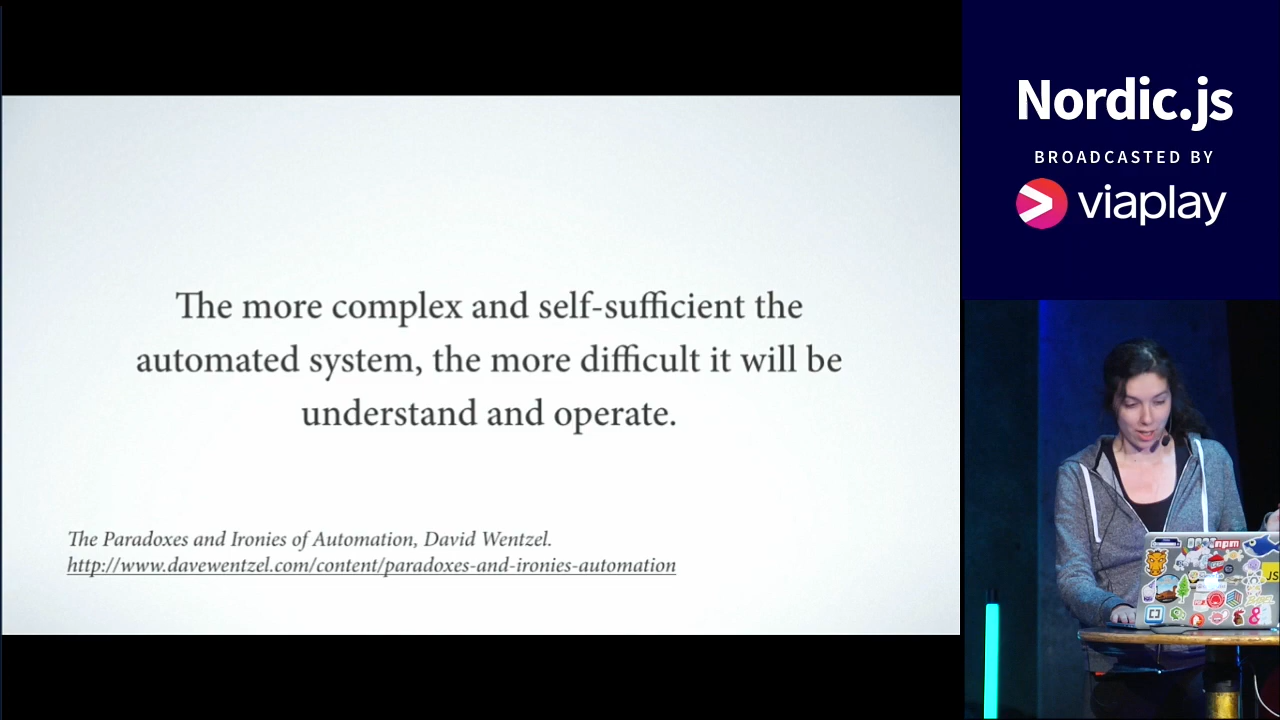 The more complex and self-sufficient the
automated system, the more difficult it will be
understand and operate.
The Paradoxes and Ironies of Automation, David Wentzel.
http://www.davewentzel.com/content/paradoxes-and-ironies-automation
Nordic.js
BROADCASTED BY
viaplay
npm
JS